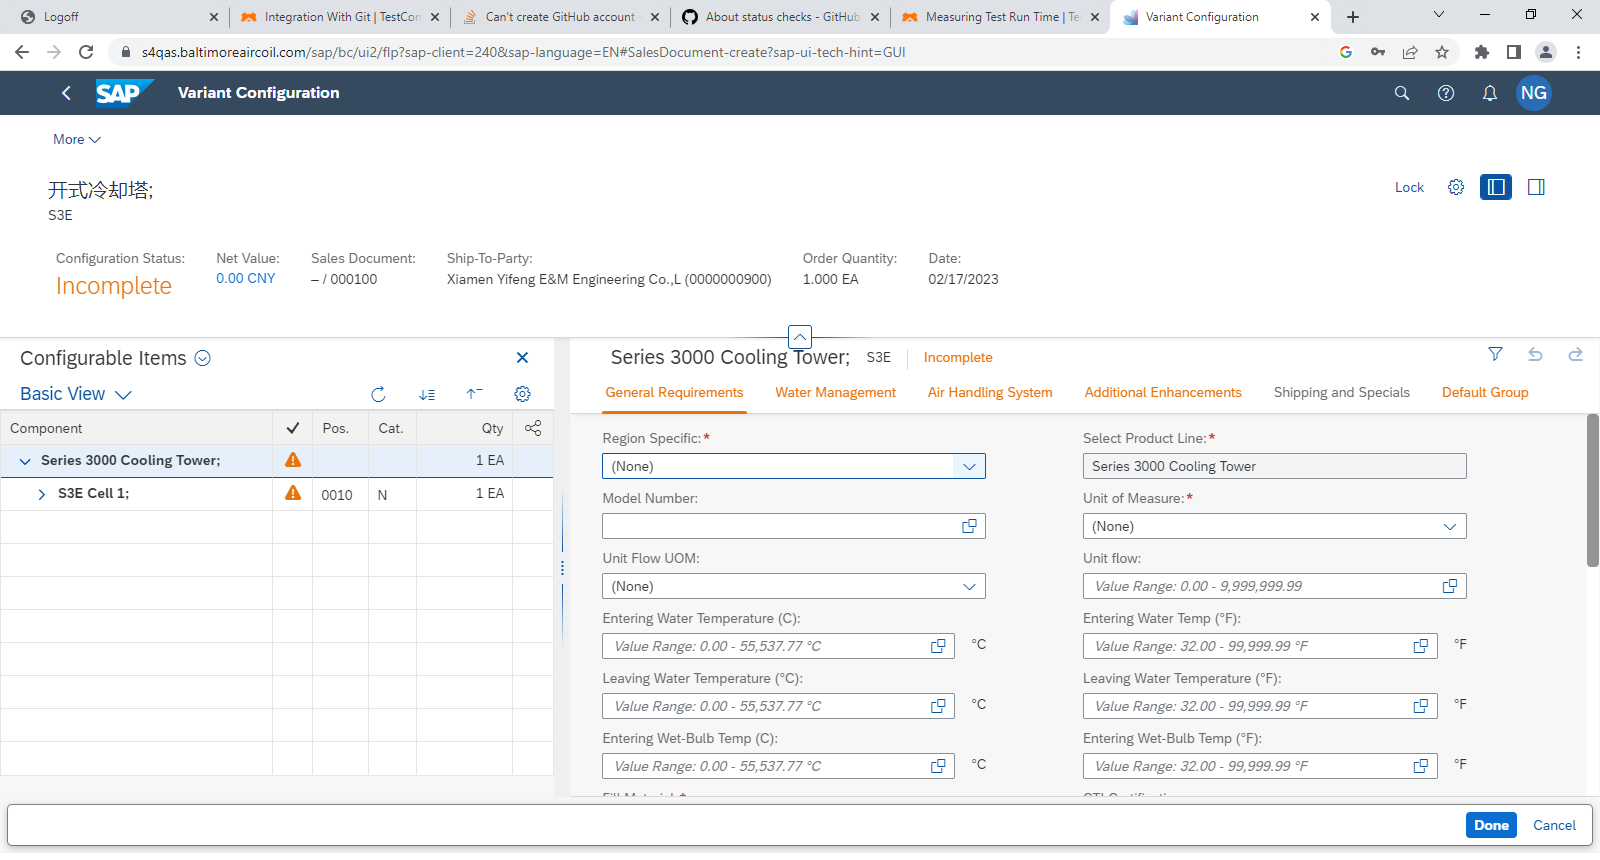 Logoff
Integration With Git | TestCom
Can't create GitHub account -
About status checks - GitHub
Measuring Test Run Time | Te
Variant Configuration
s4qas.baltimoreaircoil.com/sap/bc/ui2/flp?sap-client=240&sap-language=EN#SalesDocument-create?sap-ui-tech-hint=GUI
SAP
Variant Configuration
NG
More
开式冷却塔;
S3E
Lock
Configuration Status:
Incomplete
Net Value:
0.00 CNY
Sales Document:
– / 000100
Ship-To-Party:
Xiamen Yifeng E&M Engineering Co.,L (0000000900)
Order Quantity:
1.000 EA
Date:
02/17/2023
Configurable Items
Basic View
Component Pos. Cat. Qty
Series 3000 Cooling Tower; 1 EA
S3E Cell 1; 0010 N 1 EA
Series 3000 Cooling Tower; S3E Incomplete
General Requirements Water Management Air Handling System Additional Enhancements Shipping and Specials Default Group
Region Specific:*
(None)
Select Product Line:*
Series 3000 Cooling Tower
Model Number:
Unit of Measure:*
(None)
Unit Flow UOM:
(None)
Unit flow:
Value Range: 0.00 - 9,999,999.99
Entering Water Temperature (C):
Value Range: 0.00 - 55,537.77 °C
°C
Entering Water Temp (°F):
Value Range: 32.00 - 99,999.99 °F
°F
Leaving Water Temperature (°C):
Value Range: 0.00 - 55,537.77 °C
°C
Leaving Water Temperature (°F):
Value Range: 32.00 - 99,999.99 °F
°F
Entering Wet-Bulb Temp (C):
Value Range: 0.00 - 55,537.77 °C
°C
Entering Wet-Bulb Temp (°F):
Value Range: 32.00 - 99,999.99 °F
°F
Done
Cancel